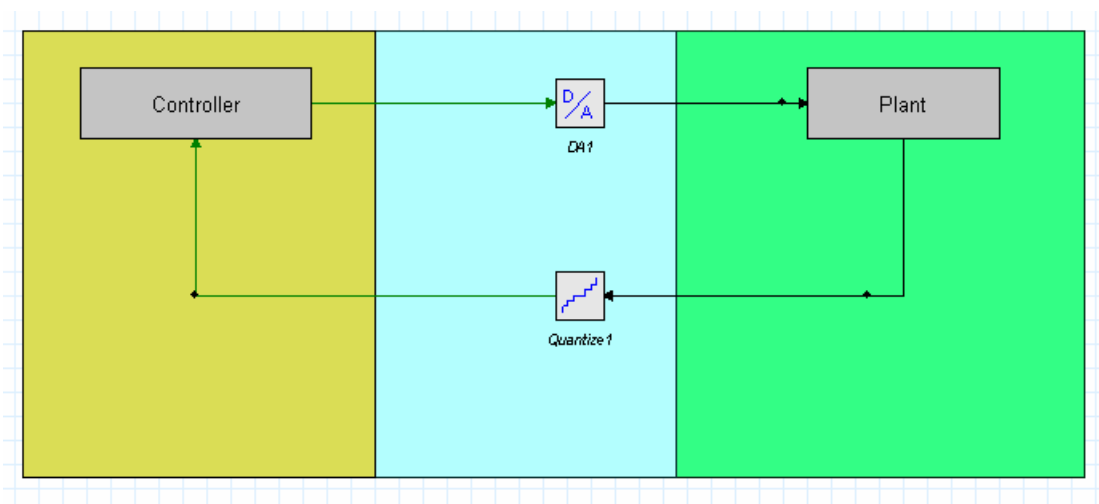 Controller
D/A
Plant
DA1
Quantize1